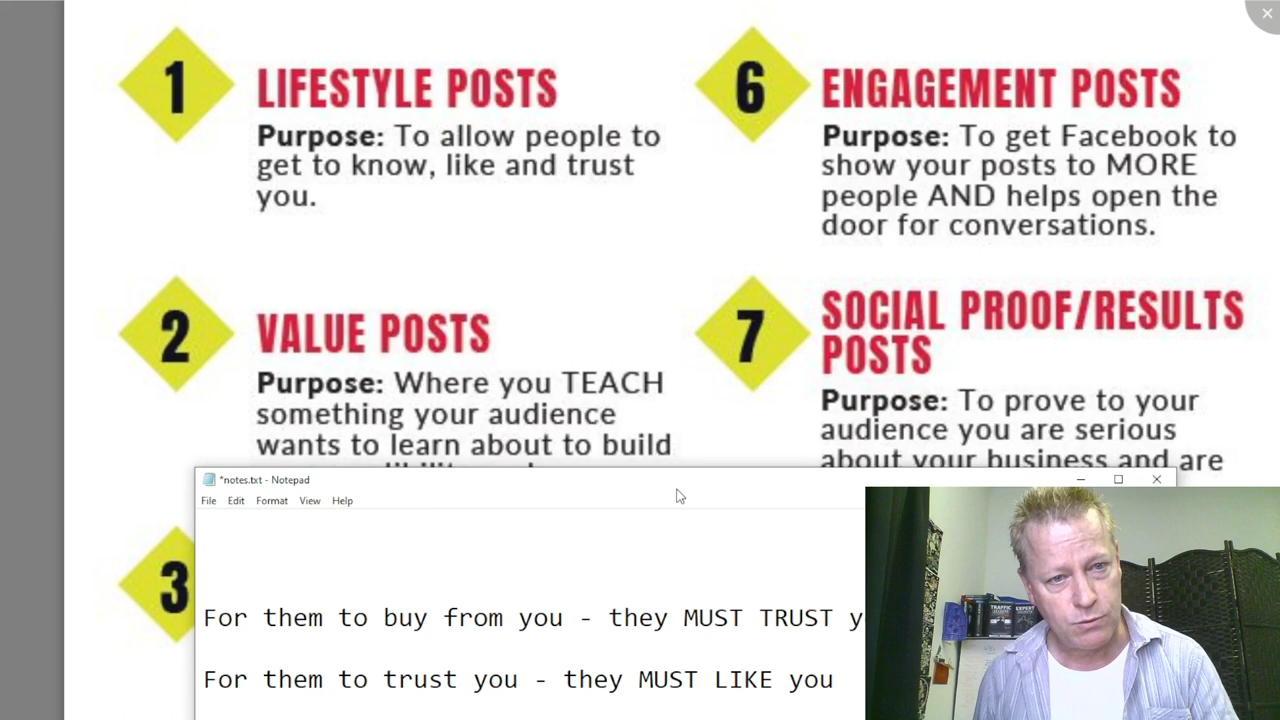 1
LIFESTYLE POSTS
Purpose: To allow people to
get to know, like and trust
you.
2
VALUE POSTS
Purpose: Where you TEACH
something your audience
wants to learn about to build
3
6
ENGAGEMENT POSTS
Purpose: To get Facebook to
show your posts to MORE
people AND helps open the
door for conversations.
7
SOCIAL PROOF/RESULTS
POSTS
Purpose: To prove to your
audience you are serious
about your business and are
*notes.txt - Notepad
File Edit Format View Help
For them to buy from you - they MUST TRUST y
For them to trust you - they MUST LIKE you
TRAFFIC
EXPERT